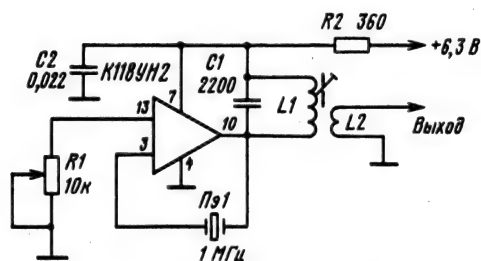 R2 360
+6,3 В
C2
0,022
К118УН2
C1
2200
7
L1
L2
Выход
13
3
10
4
R1
10к
Пэ1
1 МГц